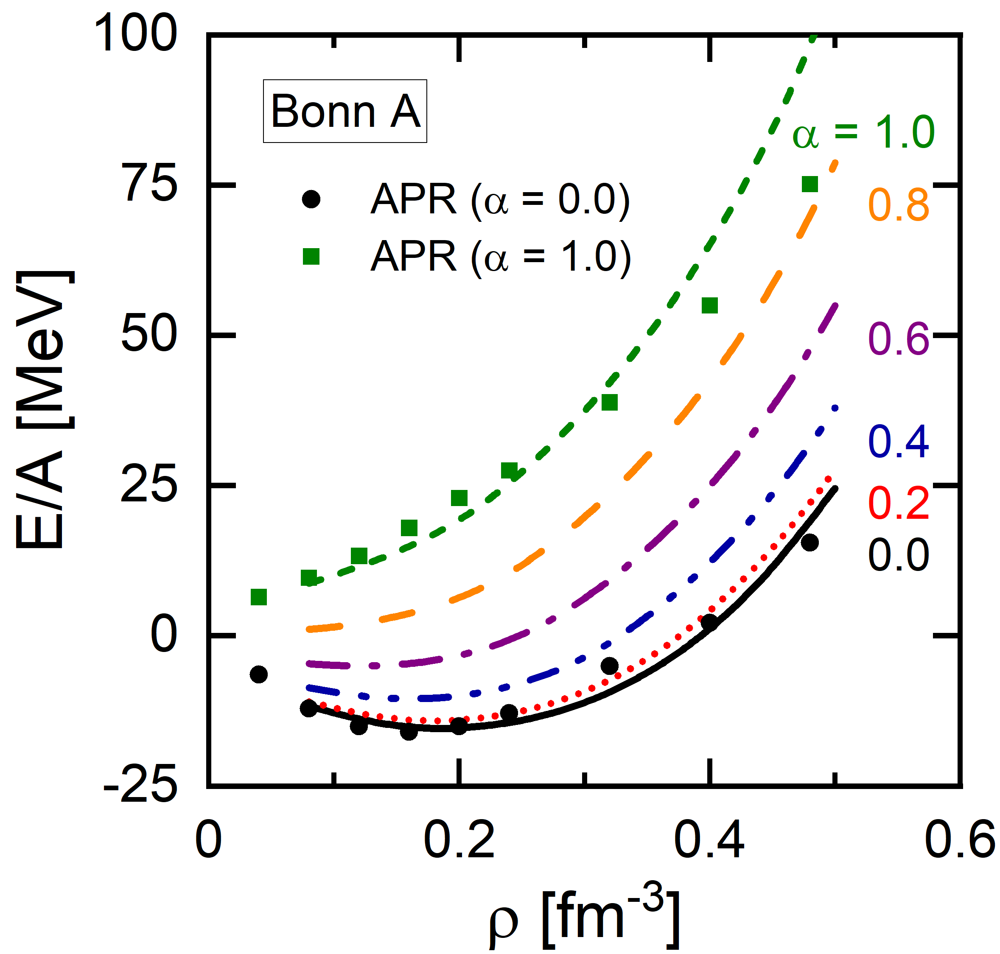 100
75
50
25
0
-25
E/A [MeV]
Bonn A
APR (α = 0.0)
APR (α = 1.0)
α = 1.0
0.8
0.6
0.4
0.2
0.0
0 0.2 0.4 0.6
ρ [fm⁻³]